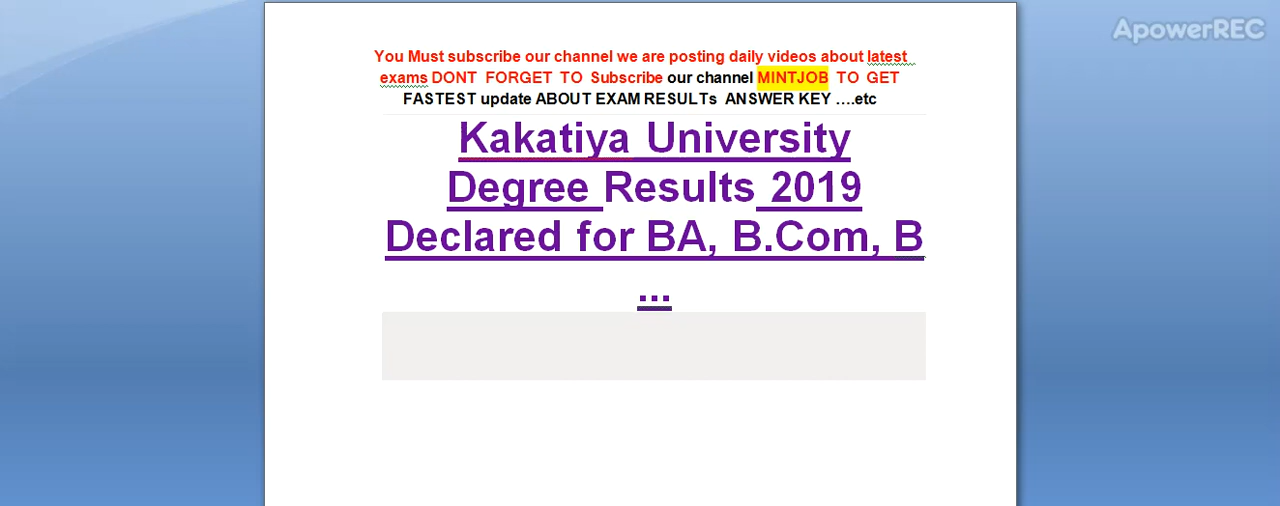 ApowerREC
You Must subscribe our channel we are posting daily videos about latest
exams DONT FORGET TO Subscribe our channel MINTJOB TO GET
FASTEST update ABOUT EXAM RESULTs ANSWER KEY ....etc
Kakatiya University
Degree Results 2019
Declared for BA, B.Com, B
...